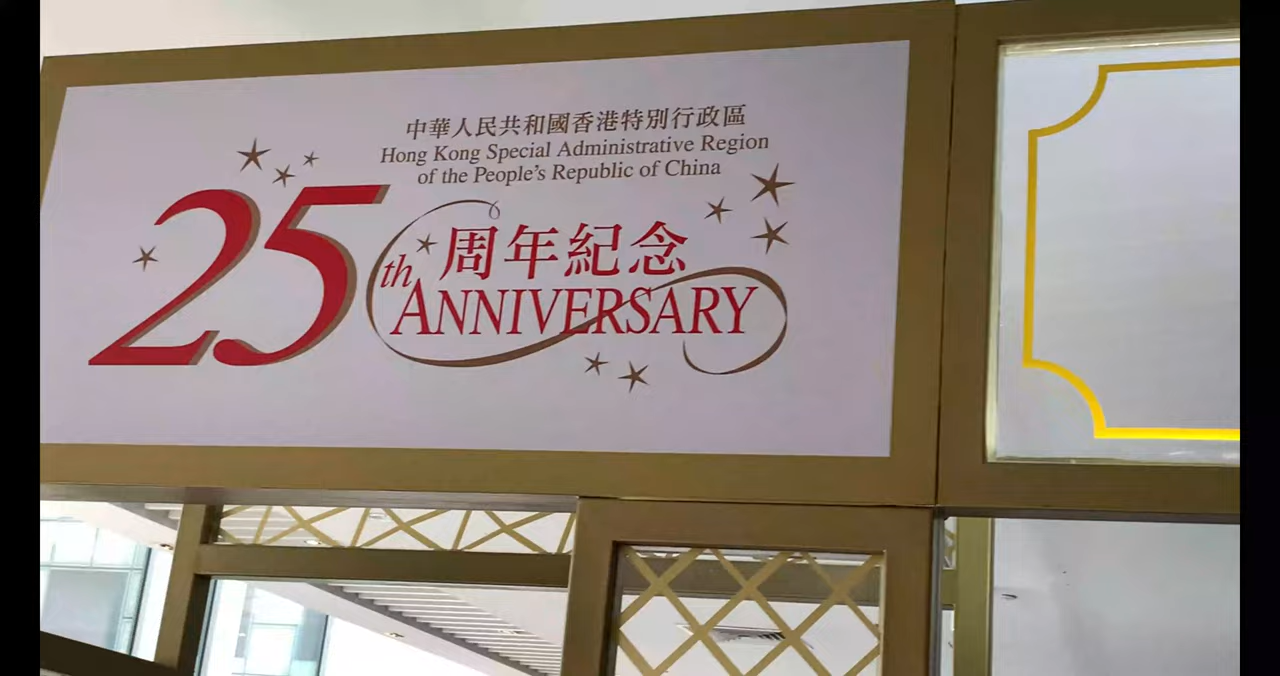 中華人民共和國香港特別行政區
Hong Kong Special Administrative Region
of the People's Republic of China
25th 周年紀念
ANNIVERSARY